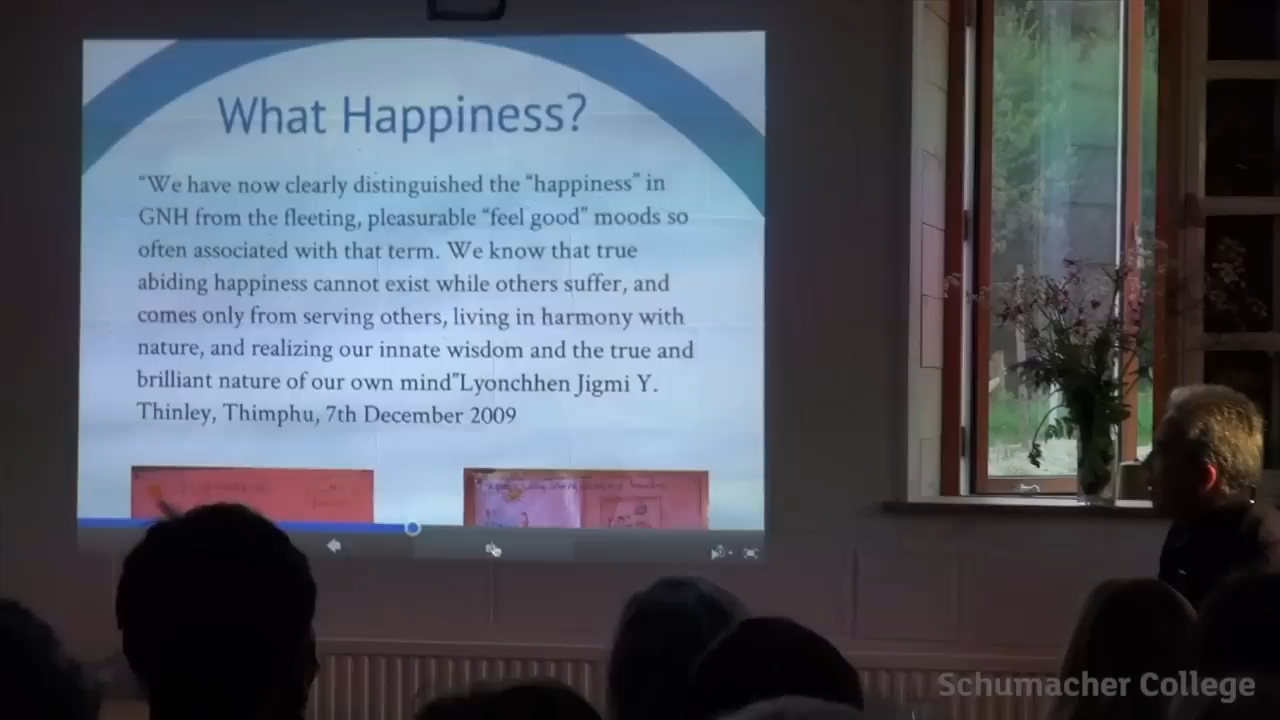 What Happiness?
“We have now clearly distinguished the “happiness” in
GNH from the fleeting, pleasurable “feel good” moods so
often associated with that term. We know that true
abiding happiness cannot exist while others suffer, and
comes only from serving others, living in harmony with
nature, and realizing our innate wisdom and the true and
brilliant nature of our own mind”Lyonchhen Jigmi Y.
Thinley, Thimphu, 7th December 2009
Schumacher College